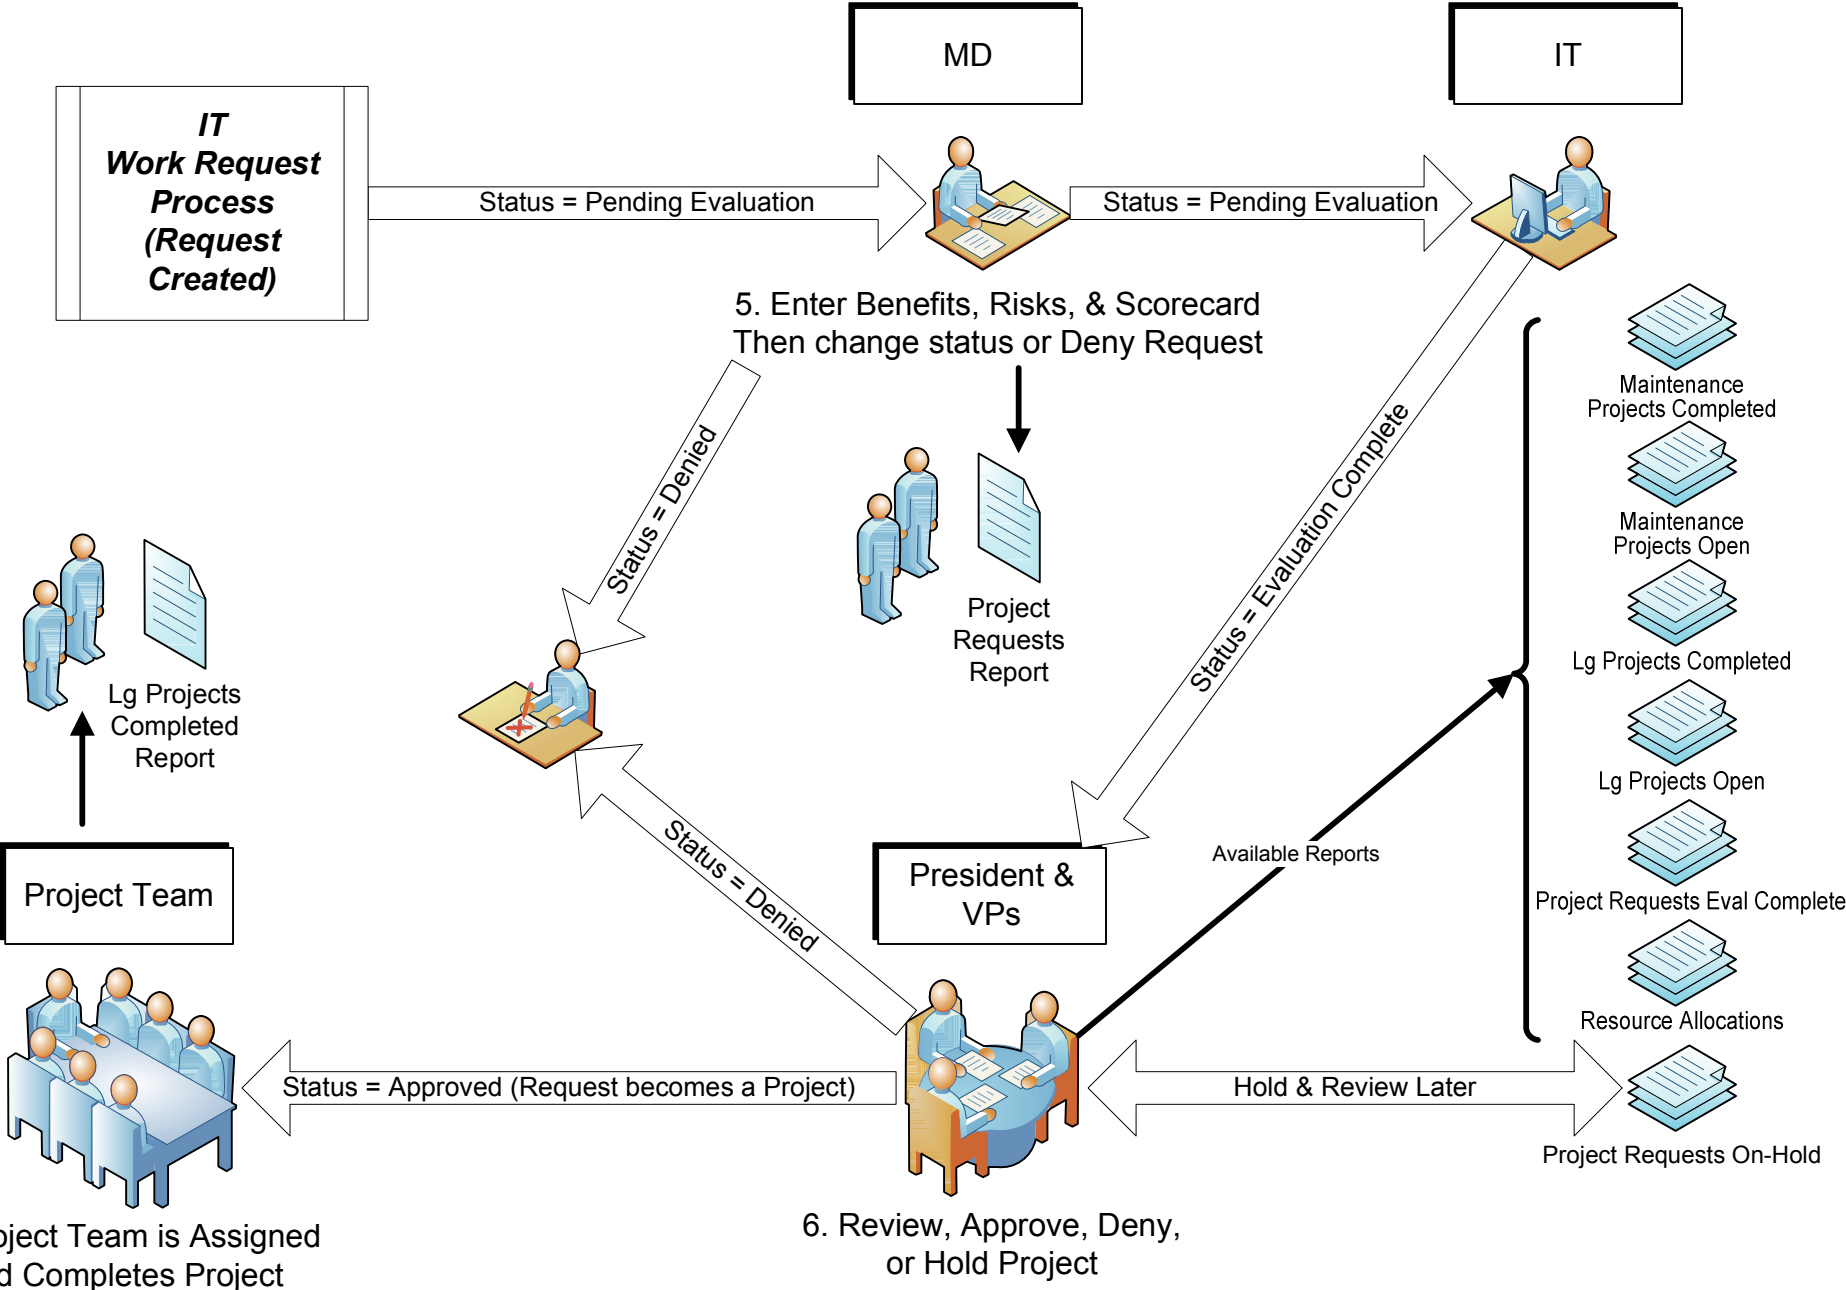 MD
IT
IT
Work Request
Process
(Request
Created)
Status = Pending Evaluation
Status = Pending Evaluation
5. Enter Benefits, Risks, & Scorecard
Then change status or Deny Request
Status = Denied
Status = Evaluation Complete
Project
Requests
Report
Maintenance
Projects Completed
Maintenance
Projects Open
Lg Projects Completed
Lg Projects Open
Project Requests Eval Complete
Resource Allocations
Lg Projects
Completed
Report
Project Team
Status = Denied
President &
VPs
Available Reports
Status = Approved (Request becomes a Project)
Hold & Review Later
Project Requests On-Hold
6. Review, Approve, Deny,
or Hold Project
oject Team is Assigned
d Completes Project